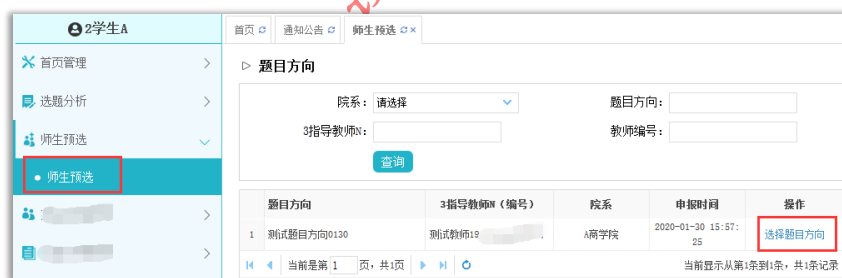 2学生A
首页 通知公告 师生预选
首页管理
选题分析
师生预选
师生预选
题目方向
院系: 请选择 题目方向:
3指导教师N: 教师编号:
查询
题目方向 3指导教师N（编号） 院系 申报时间 操作
1 测试题目方向0130 测试教师19 A商学院 2020-01-30 15:57:25 选择题目方向
当前是第 1 页，共1页 当前显示从第1条到1条，共1条记录